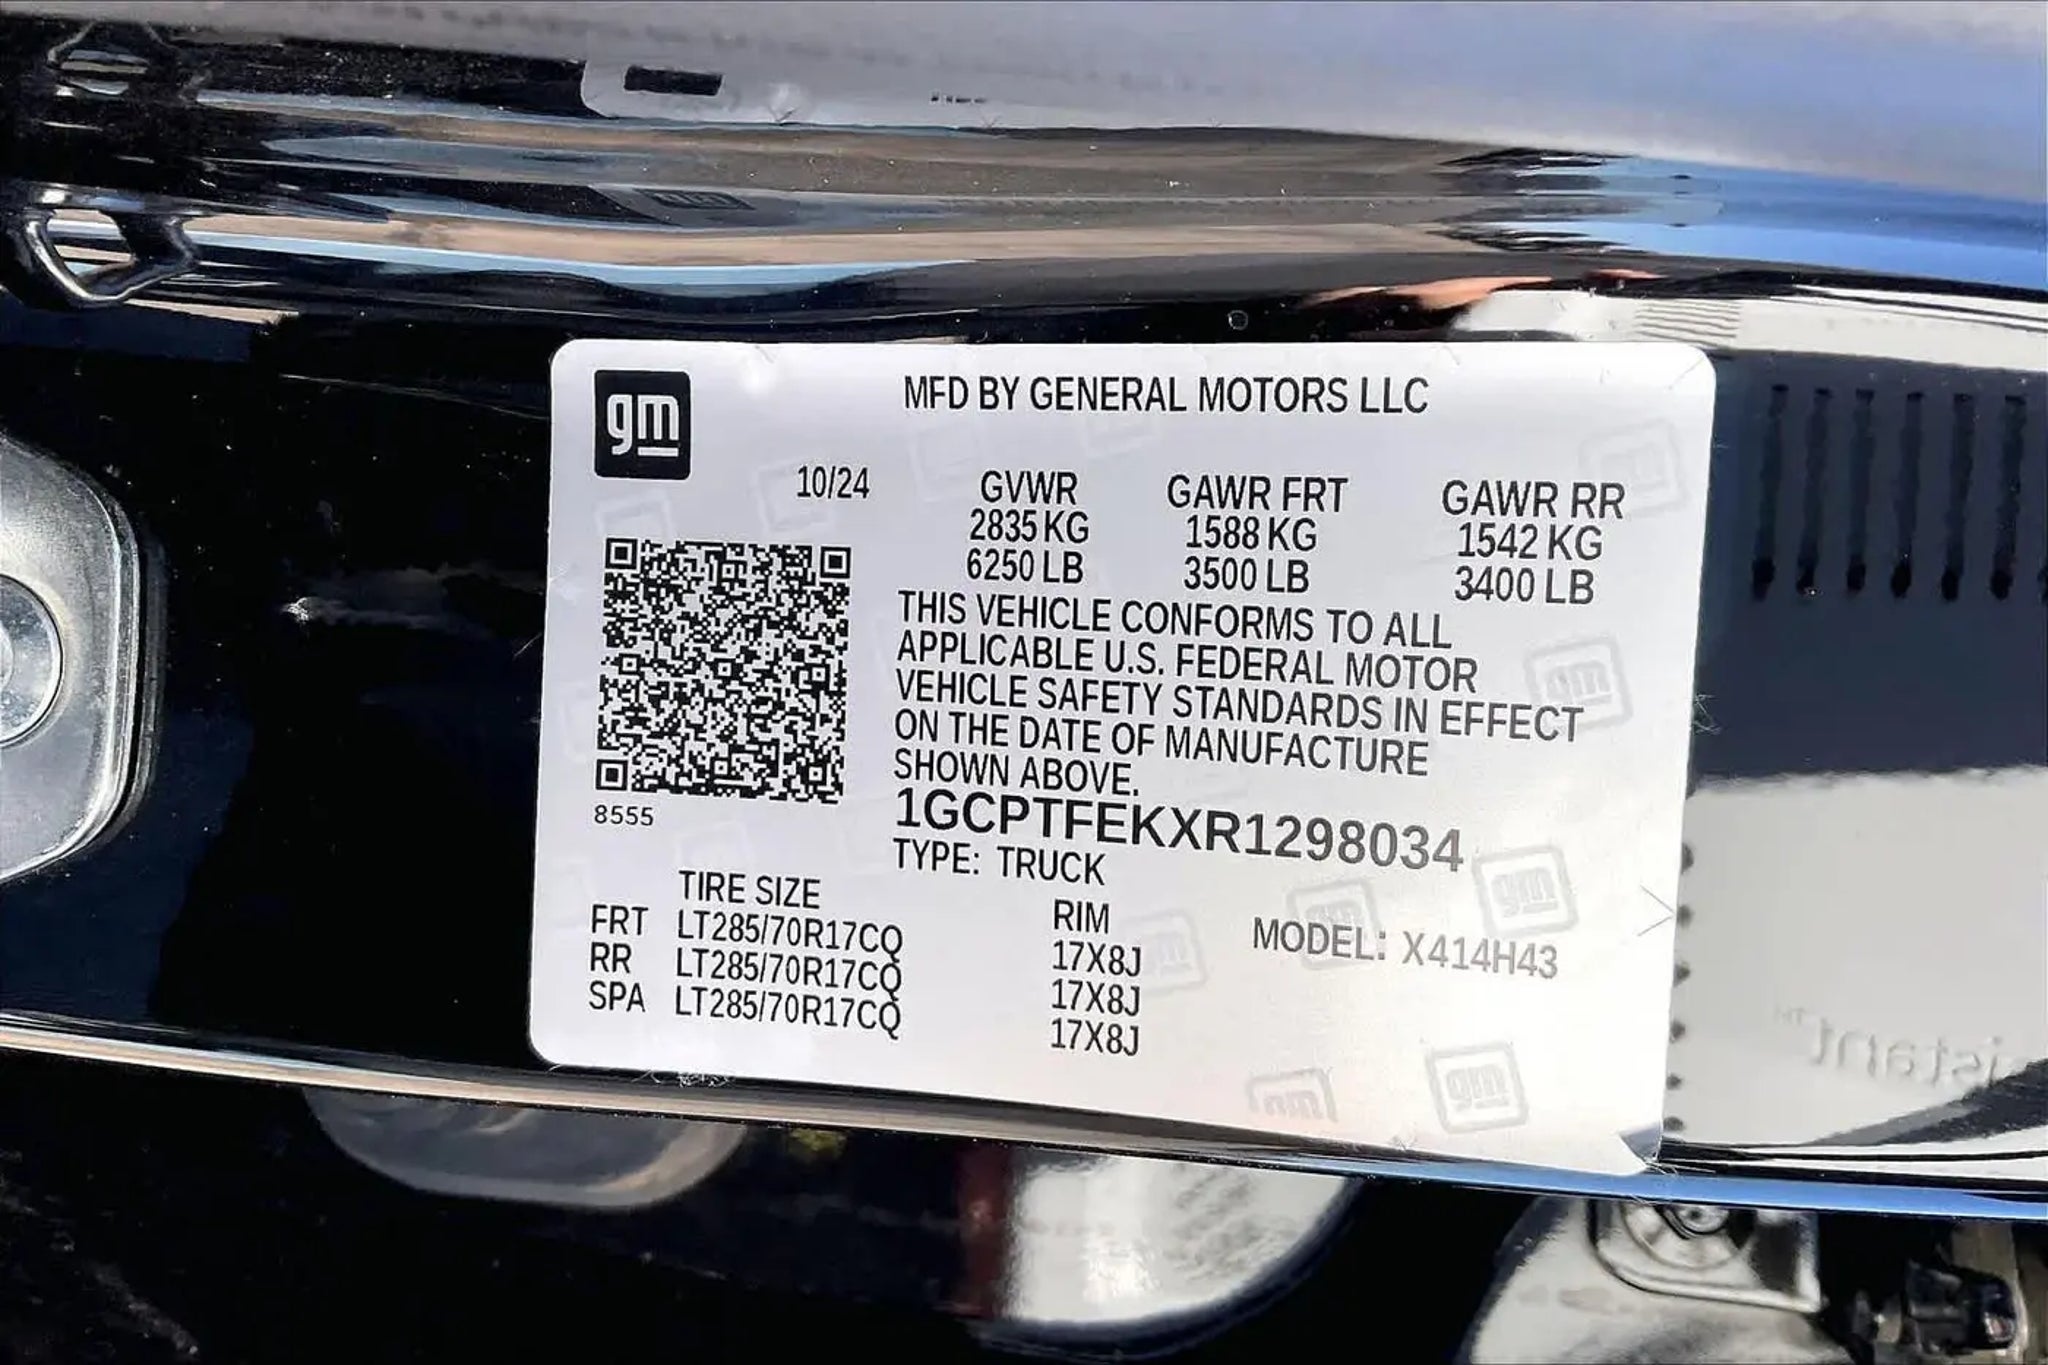 gm
MFD BY GENERAL MOTORS LLC
10/24
GVWR GAWR FRT GAWR RR
2835 KG 1588 KG 1542 KG
6250 LB 3500 LB 3400 LB
THIS VEHICLE CONFORMS TO ALL
APPLICABLE U.S. FEDERAL MOTOR
VEHICLE SAFETY STANDARDS IN EFFECT
ON THE DATE OF MANUFACTURE
SHOWN ABOVE.
8555
1GCPTFEKXR1298034
TYPE: TRUCK
TIRE SIZE RIM
FRT LT285/70R17CQ 17X8J
RR LT285/70R17CQ 17X8J
SPA LT285/70R17CQ 17X8J
MODEL: X414H43